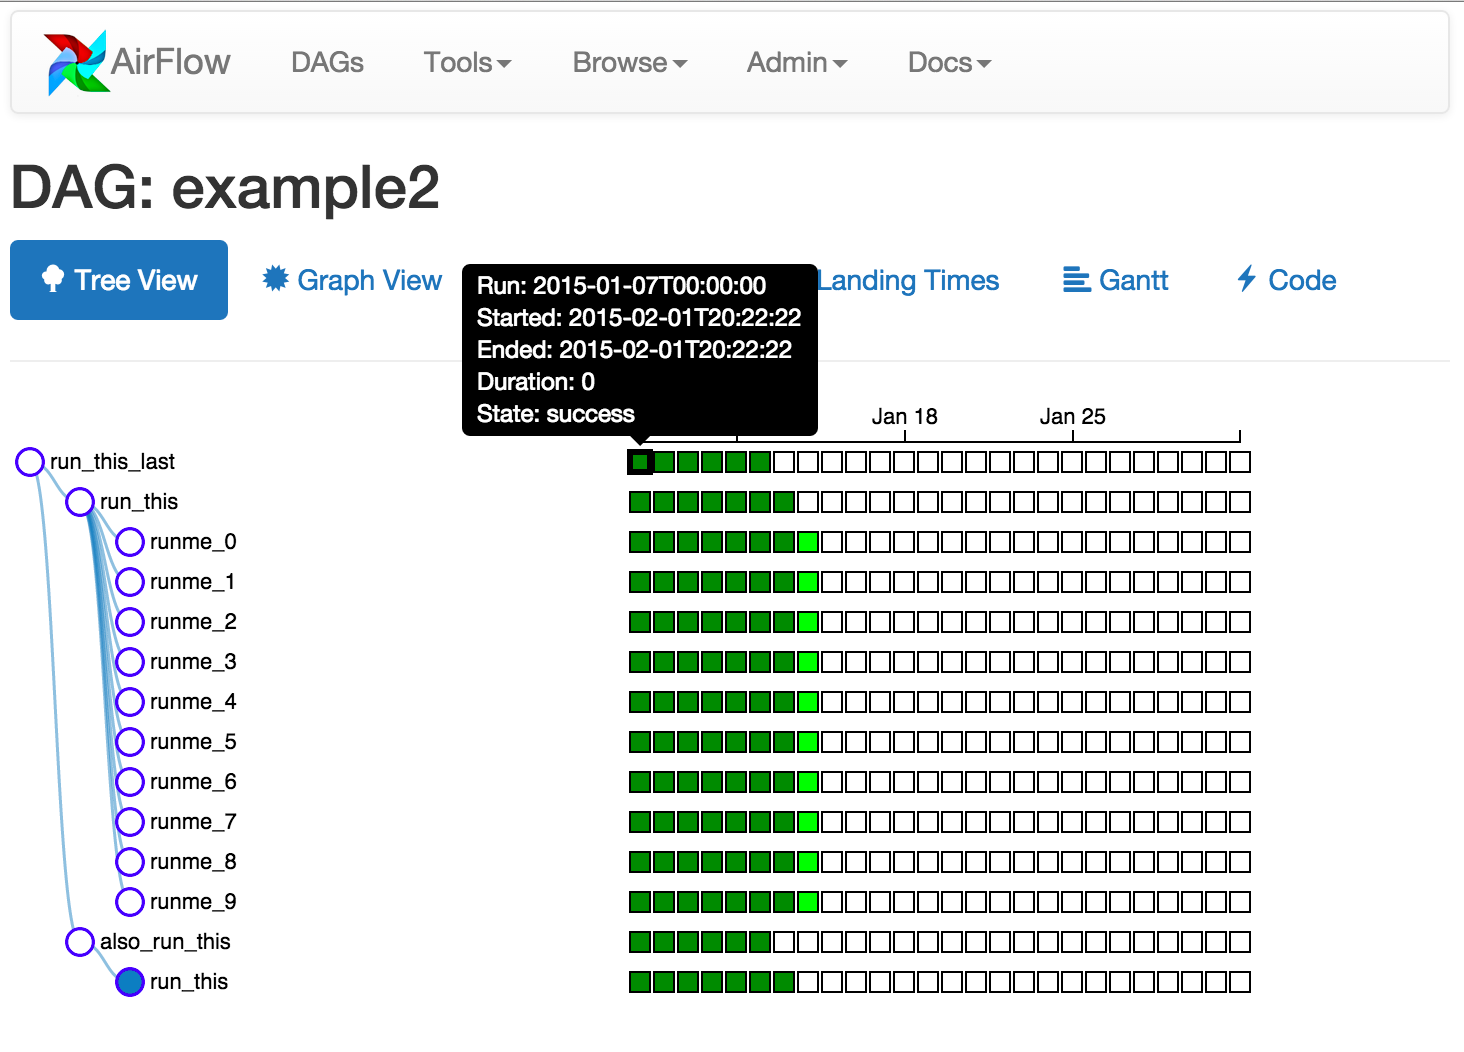 AirFlow DAGs Tools Browse Admin Docs
DAG: example2
Tree View Graph View Landing Times Gantt Code
Run: 2015-01-07T00:00:00
Started: 2015-02-01T20:22:22
Ended: 2015-02-01T20:22:22
Duration: 0
State: success
Jan 18 Jan 25
run_this_last
run_this
runme_0
runme_1
runme_2
runme_3
runme_4
runme_5
runme_6
runme_7
runme_8
runme_9
also_run_this
run_this